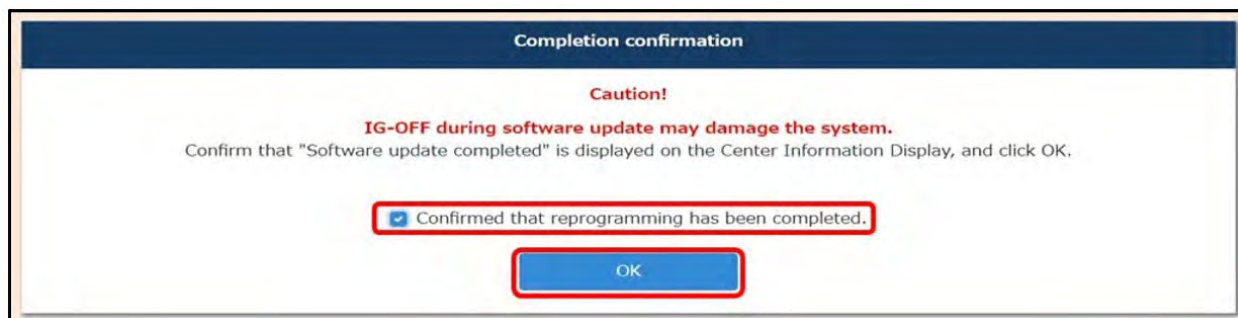 Completion confirmation
Caution!
IG-OFF during software update may damage the system.
Confirm that "Software update completed" is displayed on the Center Information Display, and click OK.
Confirmed that reprogramming has been completed.
OK